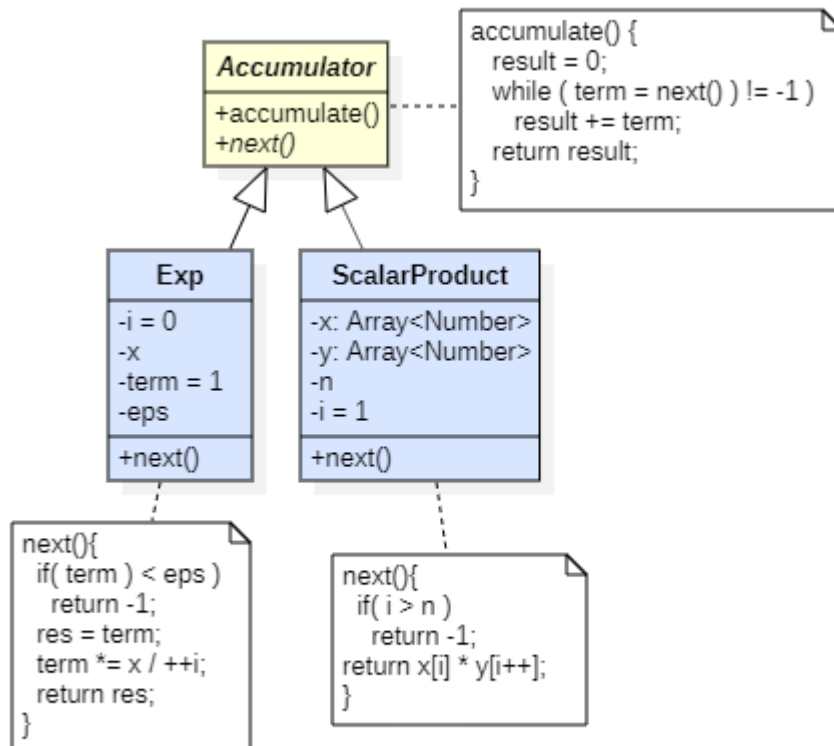 Accumulator
+accumulate()
+next()
accumulate() {
result = 0;
while ( term = next() ) != -1 )
result += term;
return result;
}
Exp
-i = 0
-x
-term = 1
-eps
+next()
ScalarProduct
-x: Array<Number>
-y: Array<Number>
-n
-i = 1
+next()
next(){
if( term ) < eps )
return -1;
res = term;
term *= x / ++i;
return res;
}
next(){
if( i > n )
return -1;
return x[i] * y[i++];
}